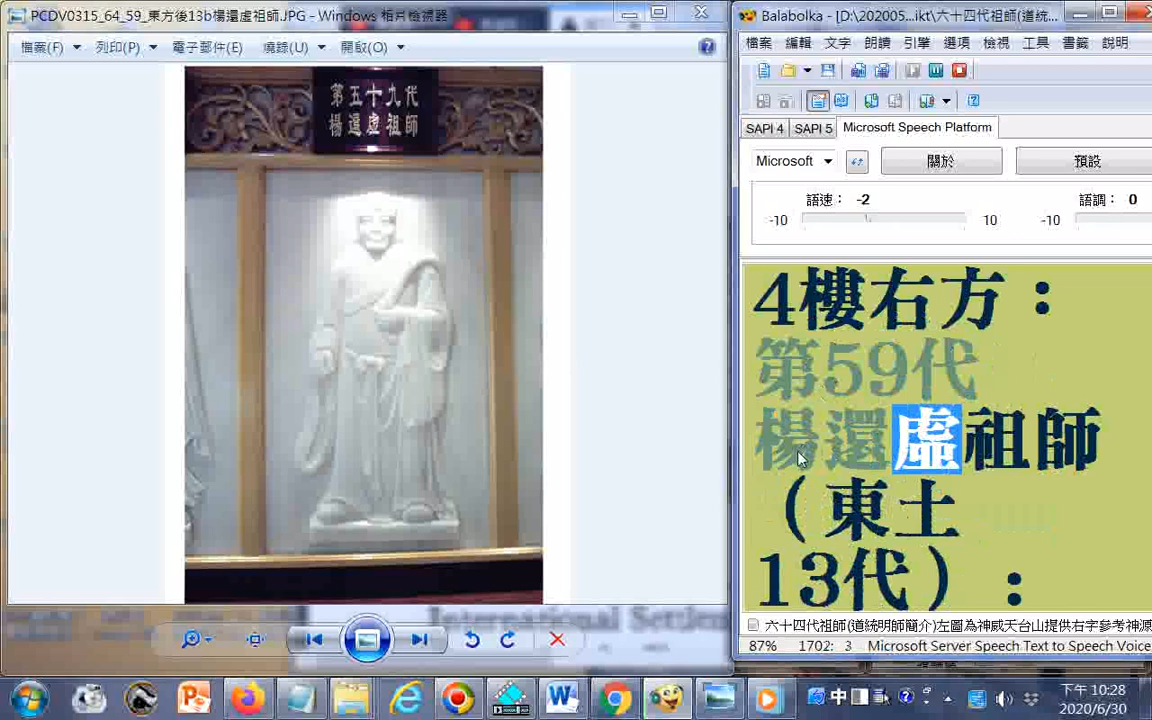 PCDV0315_64_59_東方後13b楊還虛祖師.JPG - Windows 相片檢視器
檔案(F) 列印(P) 電子郵件(E) 燒錄(U) 開啟(O)
第五十九代
楊還虛祖師
International Settlem
Balabolka - [D:\202005...ikt\六十四代祖師(道統
檔案 編輯 文字 朗讀 引擎 選項 檢視 工具 書籤 說明
SAPI 4 SAPI 5 Microsoft Speech Platform
Microsoft 關於 預設
語速： -2 語調： 0
-10 10 -10
4樓右方：
第59代
楊還虛祖師
（東土
13代）：
六十四代祖師(道統明師簡介)左圖為神威天台山提供右字參考神源
87% 1702: 3 Microsoft Server Speech Text to Speech Voice
中
下午 10:28
2020/6/30